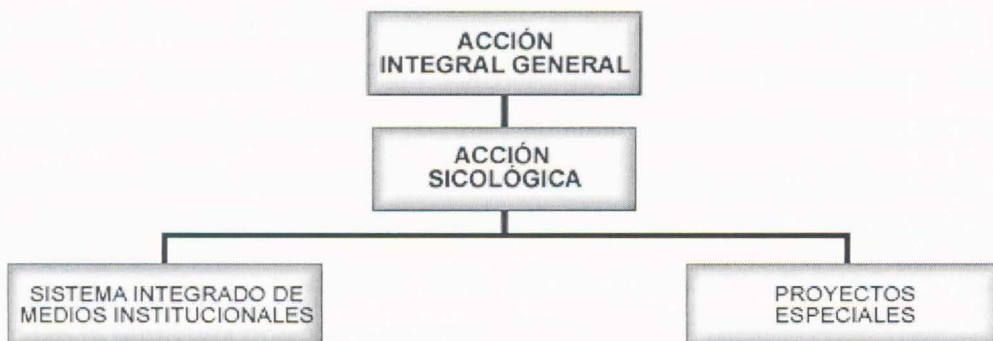 ACCIÓN
INTEGRAL GENERAL
ACCIÓN
SICOLÓGICA
SISTEMA INTEGRADO DE
MEDIOS INSTITUCIONALES
PROYECTOS
ESPECIALES